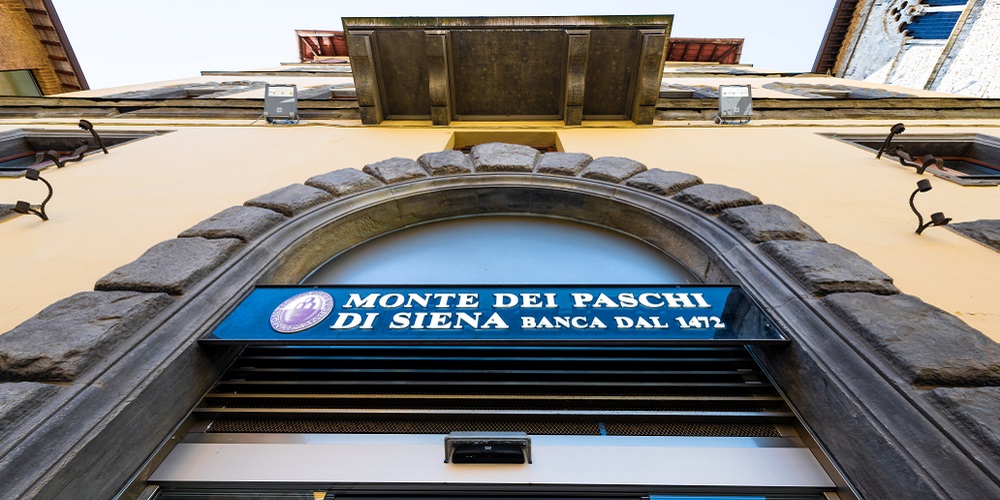 MONTE DEI PASCHI
DI SIENA BANCA DAL 1472